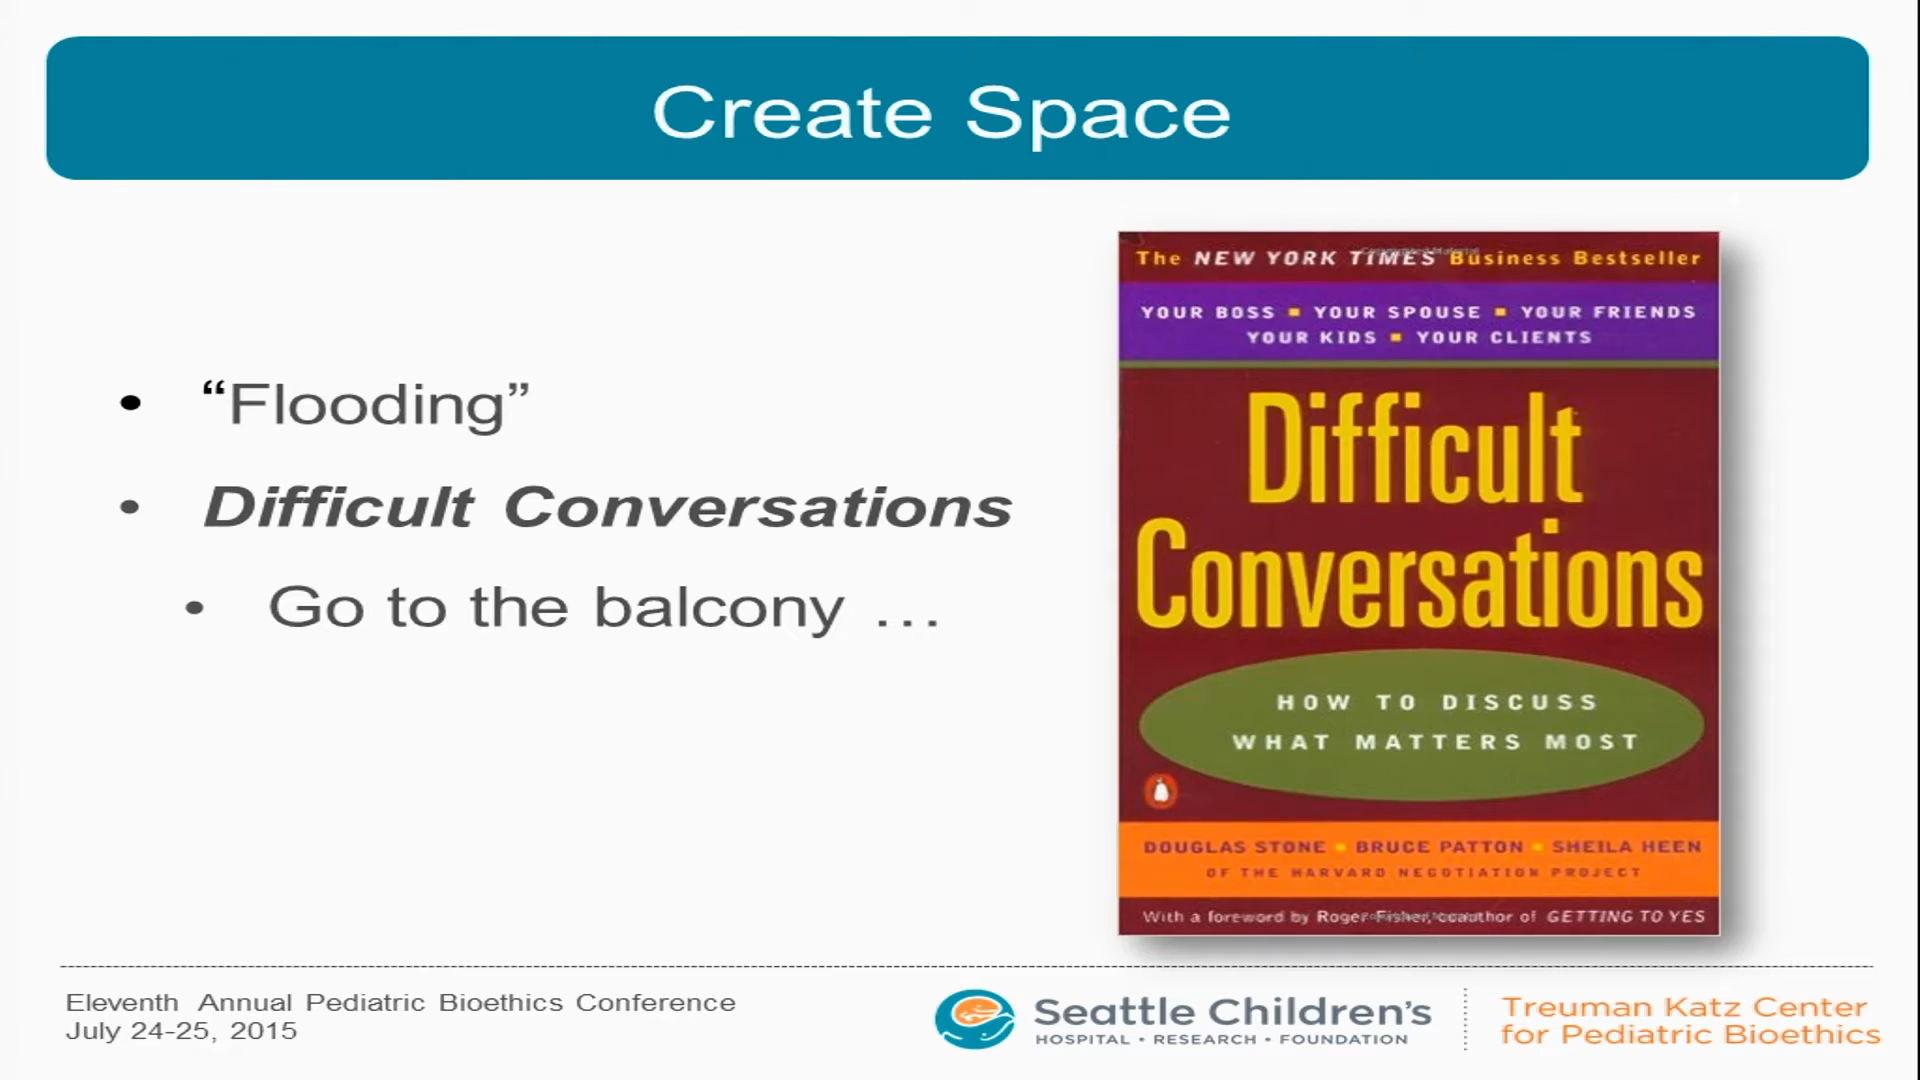 Create Space
• “Flooding”
• Difficult Conversations
• Go to the balcony …
The NEW YORK TIMES Business Bestseller
YOUR BOSS ▪ YOUR SPOUSE ▪ YOUR FRIENDS
YOUR KIDS ▪ YOUR CLIENTS
Difficult
Conversations
HOW TO DISCUSS
WHAT MATTERS MOST
DOUGLAS STONE ▪ BRUCE PATTON ▪ SHEILA HEEN
OF THE HARVARD NEGOTIATION PROJECT
With a foreword by Roger Fisher, coauthor of GETTING TO YES
Eleventh Annual Pediatric Bioethics Conference
July 24-25, 2015
Seattle Children’s
HOSPITAL • RESEARCH • FOUNDATION
Treuman Katz Center
for Pediatric Bioethics